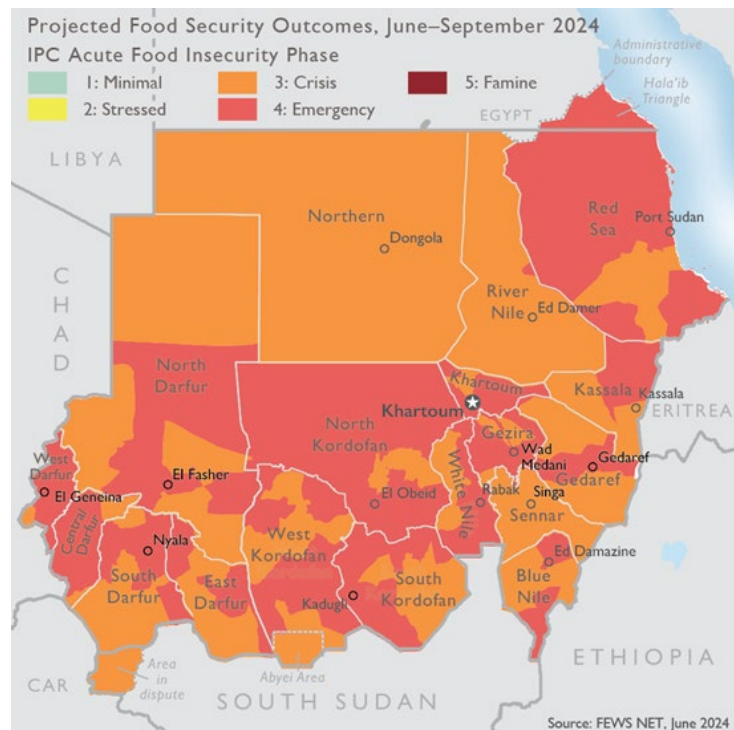 Projected Food Security Outcomes, June–September 2024
IPC Acute Food Insecurity Phase
1: Minimal
3: Crisis
5: Famine
2: Stressed
4: Emergency
Administrative
boundary
Hala'ib
Triangle
EGYPT
LIBYA
CHAD
Northern
Dongola
Red
Sea
Port Sudan
River
Nile
Ed Damer
North
Darfur
Khartoum
Khartoum
Kassala
Kassala
ERITREA
North
Kordofan
Gezira
Wad
Medani
Gedaref
Gedaref
West
Darfur
El Geneina
El Fasher
El Obeid
White Nile
Rabak
Singa
Sennar
Central
Darfur
Nyala
West
Kordofan
Ed Damazine
Blue
Nile
South
Darfur
East
Darfur
Kadugli
South
Kordofan
Area
in
dispute
Abyei Area
CAR
SOUTH SUDAN
ETHIOPIA
Source: FEWS NET, June 2024